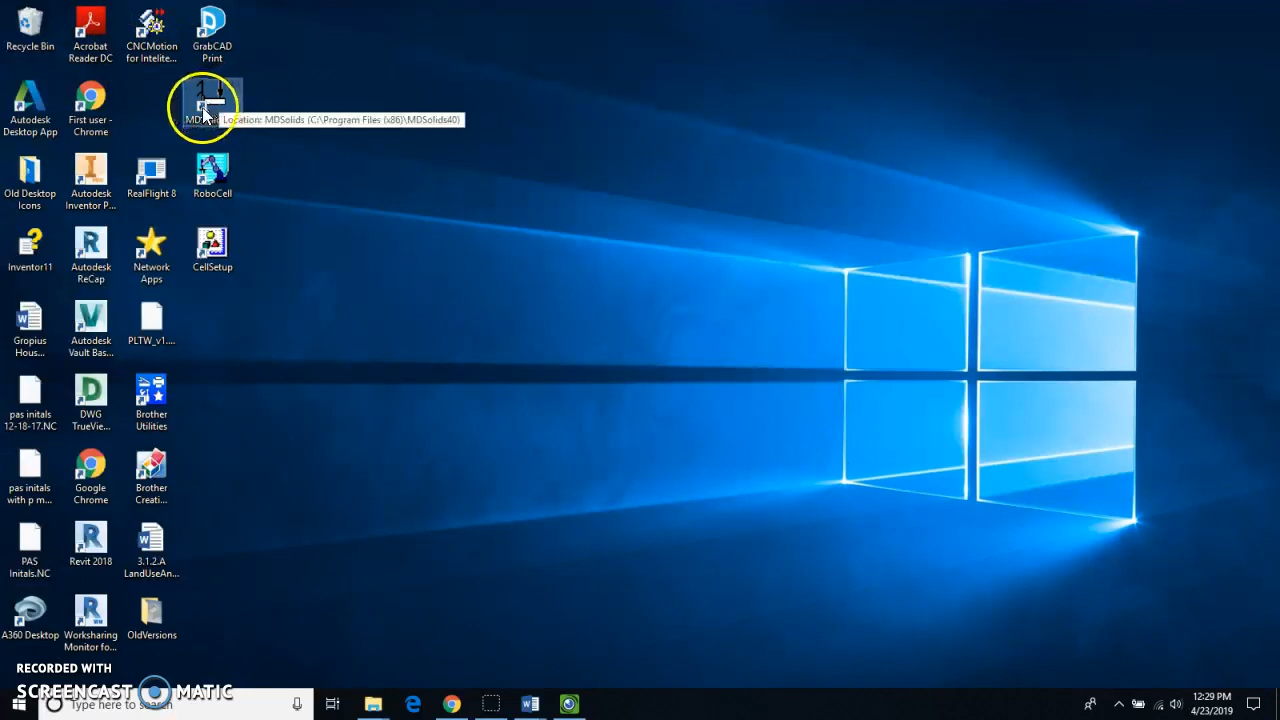 Recycle Bin
Acrobat
Reader DC
CNCMotion
for Intelite...
GrabCAD
Print
Autodesk
Desktop App
First user -
Chrome
Location: MDSolids (C:\Program Files (x86)\MDSolids40)
Old Desktop
Icons
Autodesk
Inventor P...
RealFlight 8
RoboCell
Inventor11
Autodesk
ReCap
Network
Apps
CellSetup
Gropius
Hous...
Autodesk
Vault Bas...
PLTW_v1....
pas initals
12-18-17.NC
DWG
TrueVie...
Brother
Utilities
pas initals
with p m...
Google
Chrome
Brother
Creati...
PAS
Initals.NC
Revit 2018
3.1.2.A
LandUseAn...
A360 Desktop
Worksharing
Monitor fo...
OldVersions
RECORDED WITH
SCREENCAST MATIC
Type here to search
12:29 PM
4/23/2019